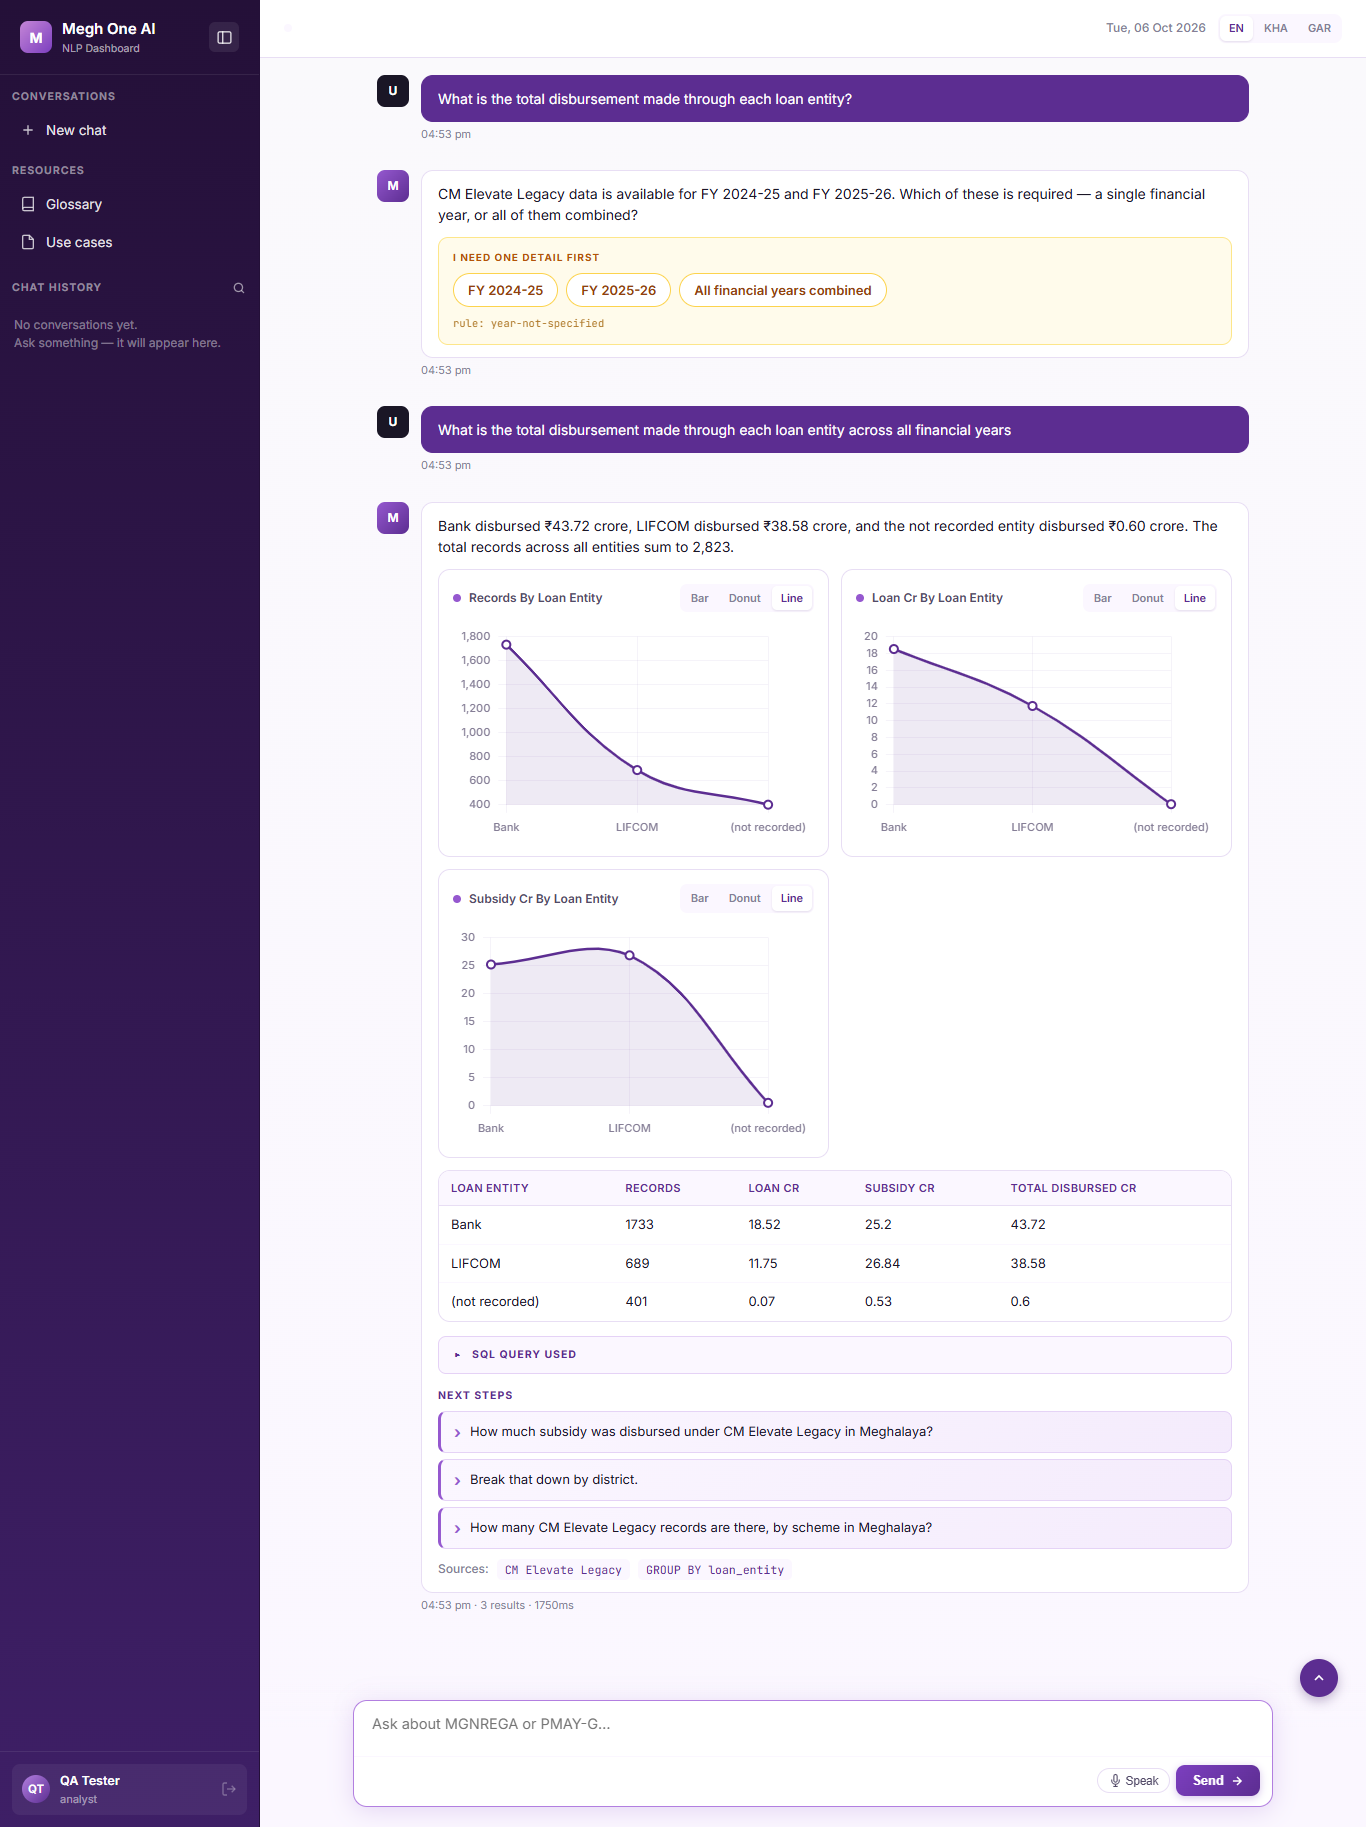 M
Megh One AI
NLP Dashboard
CONVERSATIONS
+ New chat
RESOURCES
Glossary
Use cases
CHAT HISTORY
No conversations yet.
Ask something — it will appear here.
QT
QA Tester
analyst
Tue, 06 Oct 2026
EN KHA GAR
U
What is the total disbursement made through each loan entity?
04:53 pm
M
CM Elevate Legacy data is available for FY 2024-25 and FY 2025-26. Which of these is required — a single financial
year, or all of them combined?
I NEED ONE DETAIL FIRST
FY 2024-25 FY 2025-26 All financial years combined
rule: year-not-specified
04:53 pm
U
What is the total disbursement made through each loan entity across all financial years
04:53 pm
M
Bank disbursed ₹43.72 crore, LIFCOM disbursed ₹38.58 crore, and the not recorded entity disbursed ₹0.60 crore. The
total records across all entities sum to 2,823.
Records By Loan Entity Bar Donut Line
1,800
1,600
1,400
1,200
1,000
800
600
400
Bank LIFCOM (not recorded)
Loan Cr By Loan Entity Bar Donut Line
20
18
16
14
12
10
8
6
4
2
0
Bank LIFCOM (not recorded)
Subsidy Cr By Loan Entity Bar Donut Line
30
25
20
15
10
5
0
Bank LIFCOM (not recorded)
LOAN ENTITY RECORDS LOAN CR SUBSIDY CR TOTAL DISBURSED CR
Bank 1733 18.52 25.2 43.72
LIFCOM 689 11.75 26.84 38.58
(not recorded) 401 0.07 0.53 0.6
SQL QUERY USED
NEXT STEPS
How much subsidy was disbursed under CM Elevate Legacy in Meghalaya?
Break that down by district.
How many CM Elevate Legacy records are there, by scheme in Meghalaya?
Sources: CM Elevate Legacy GROUP BY loan_entity
04:53 pm · 3 results · 1750ms
Ask about MGNREGA or PMAY-G...
Speak Send →